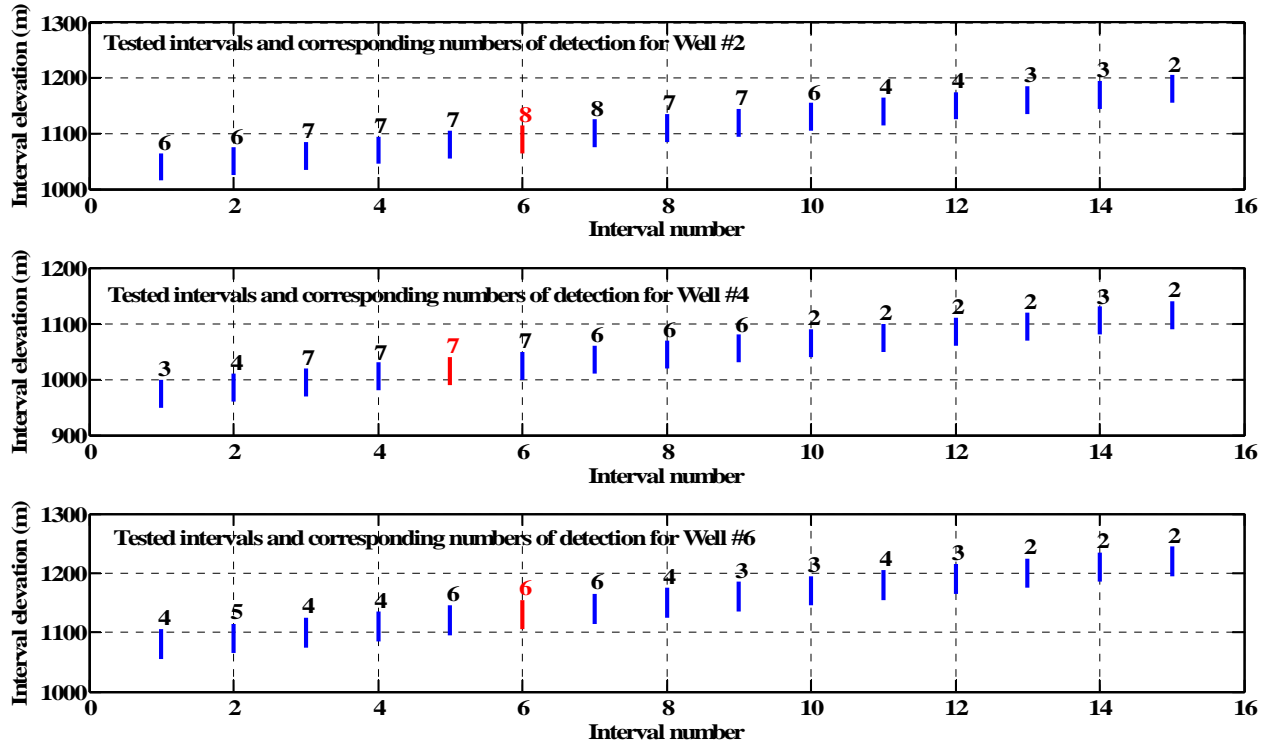 Tested intervals and corresponding numbers of detection for Well #2
Interval elevation (m)
1300
1200
1100
1000
6 6 7 7 7 8 8 7 7 6 4 4 3 3 2
0 2 4 6 8 10 12 14 16
Interval number
Tested intervals and corresponding numbers of detection for Well #4
Interval elevation (m)
1200
1100
1000
900
3 4 7 7 7 7 6 6 6 2 2 2 2 3 2
0 2 4 6 8 10 12 14 16
Interval number
Tested intervals and corresponding numbers of detection for Well #6
Interval elevation (m)
1300
1200
1100
1000
4 5 4 4 6 6 6 4 3 3 4 3 2 2 2
0 2 4 6 8 10 12 14 16
Interval number